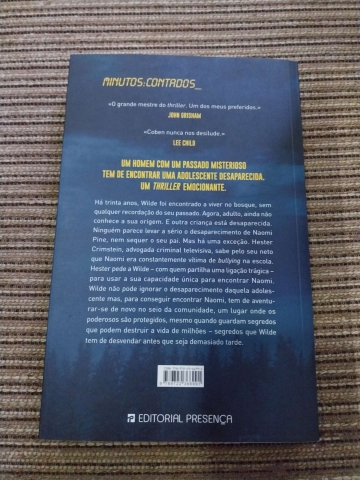 MINUTOS:CONTADOS_
«O grande mestre do thriller. Um dos meus preferidos.»
JOHN GRISHAM
«Coben nunca nos desilude.»
LEE CHILD
UM HOMEM COM UM PASSADO MISTERIOSO
TEM DE ENCONTRAR UMA ADOLESCENTE DESAPARECIDA.
UM THRILLER EMOCIONANTE.
Há trinta anos, Wilde foi encontrado a viver no bosque, sem
qualquer recordação do seu passado. Agora, adulto, ainda não
conhece a sua origem. E outra criança está desaparecida.
Ninguém parece levar a sério o desaparecimento de Naomi
Pine, nem sequer o seu pai. Mas há uma exceção. Hester
Crimstein, advogada criminal televisiva, sabe pelo seu neto
que Naomi era constantemente vítima de bullying na escola.
Hester pede a Wilde – com quem partilha uma ligação trágica –
para usar a sua capacidade única para encontrar Naomi.
Wilde não pode ignorar o desaparecimento daquela adoles-
cente mas, para conseguir encontrar Naomi, tem de aventu-
rar-se de novo no seio da comunidade, um lugar onde os
poderosos são protegidos, mesmo quando guardam segredos
que podem destruir a vida de milhões – segredos que Wilde
tem de desvendar antes que seja demasiado tarde.
EDITORIAL PRESENÇA